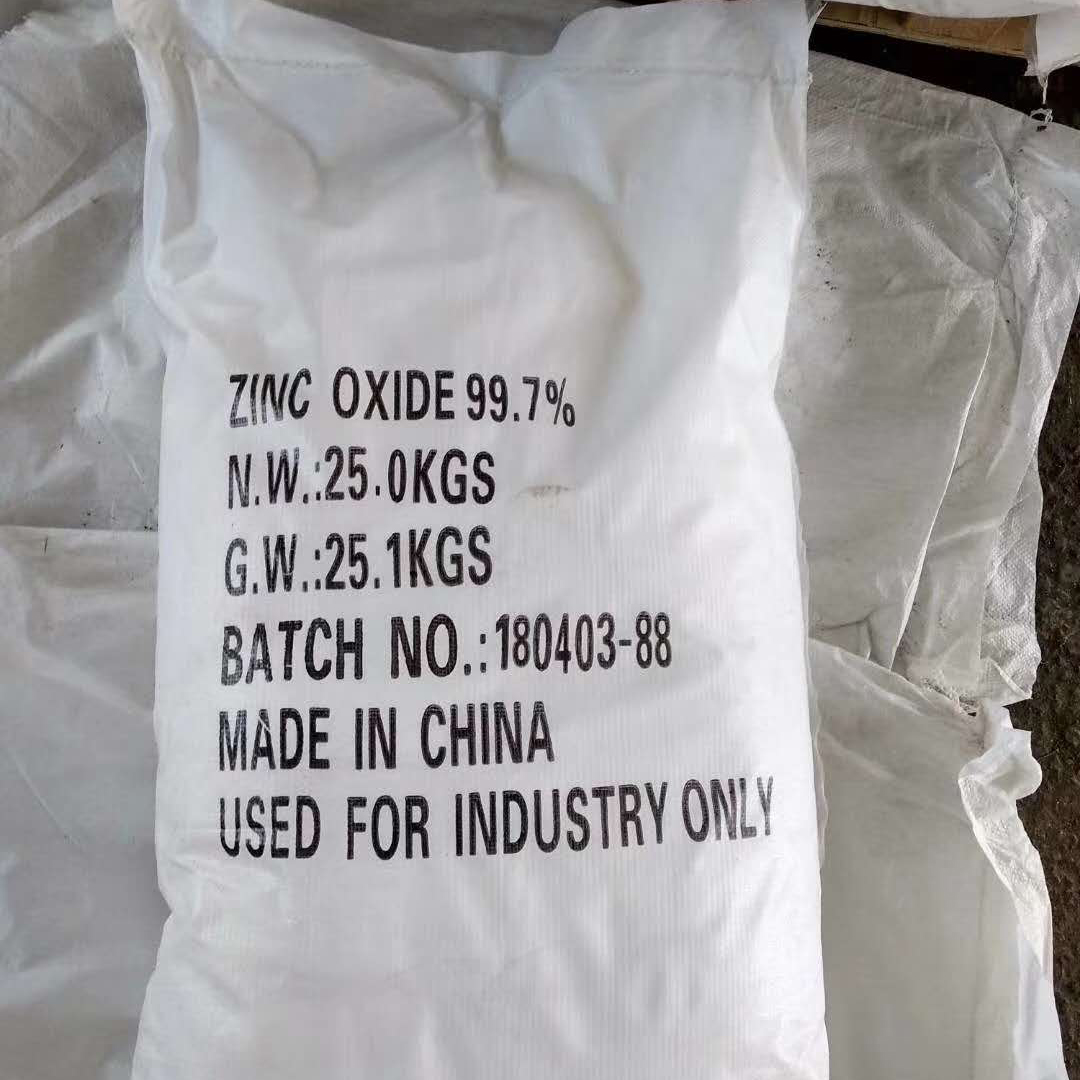 ZINC OXIDE 99.7%
N.W.:25.0KGS
G.W.:25.1KGS
BATCH NO.:180403-88
MADE IN CHINA
USED FOR INDUSTRY ONLY